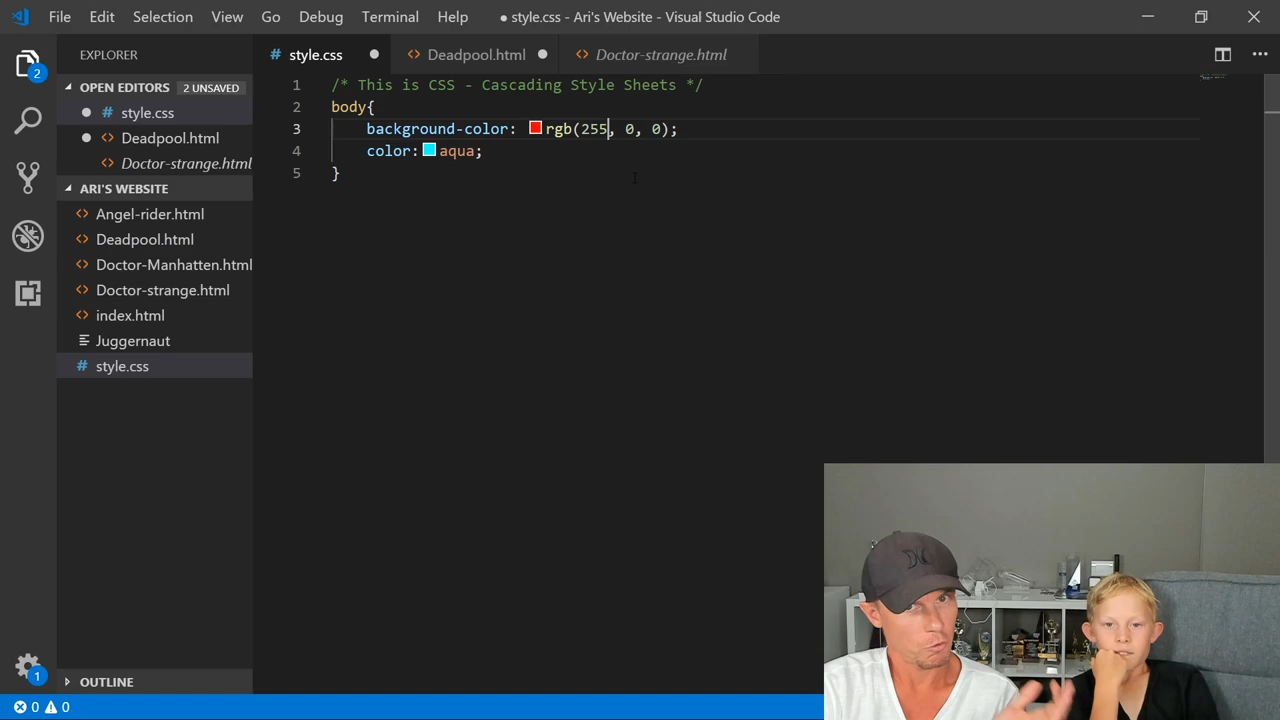 File Edit Selection View Go Debug Terminal Help ● style.css - Ari's Website - Visual Studio Code
EXPLORER
# style.css
<> Deadpool.html
<> Doctor-strange.html
2
OPEN EDITORS 2 UNSAVED
# style.css
<> Deadpool.html
<> Doctor-strange.html
ARI'S WEBSITE
<> Angel-rider.html
<> Deadpool.html
<> Doctor-Manhatten.html
<> Doctor-strange.html
<> index.html
Juggernaut
# style.css
OUTLINE
1
0 0
1 /* This is CSS - Cascading Style Sheets */
2 body{
3 background-color: rgb(255, 0, 0);
4 color: aqua;
5 }